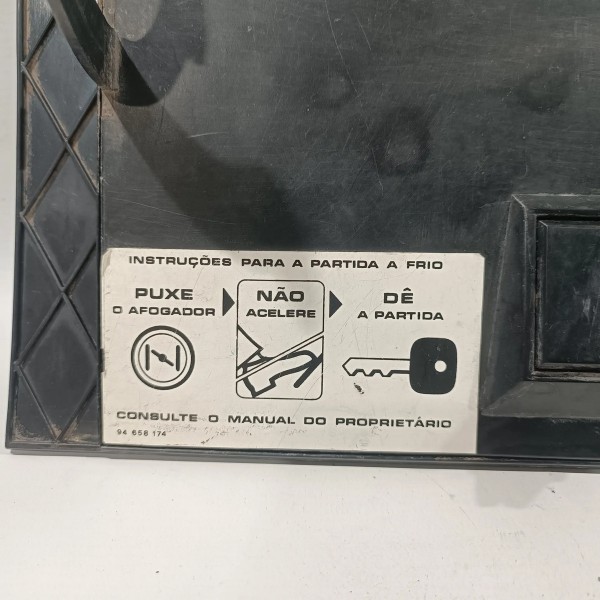 INSTRUÇÕES PARA A PARTIDA A FRIO
PUXE
O AFOGADOR
NÃO
ACELERE
DÊ
A PARTIDA
CONSULTE O MANUAL DO PROPRIETÁRIO
94 658 174